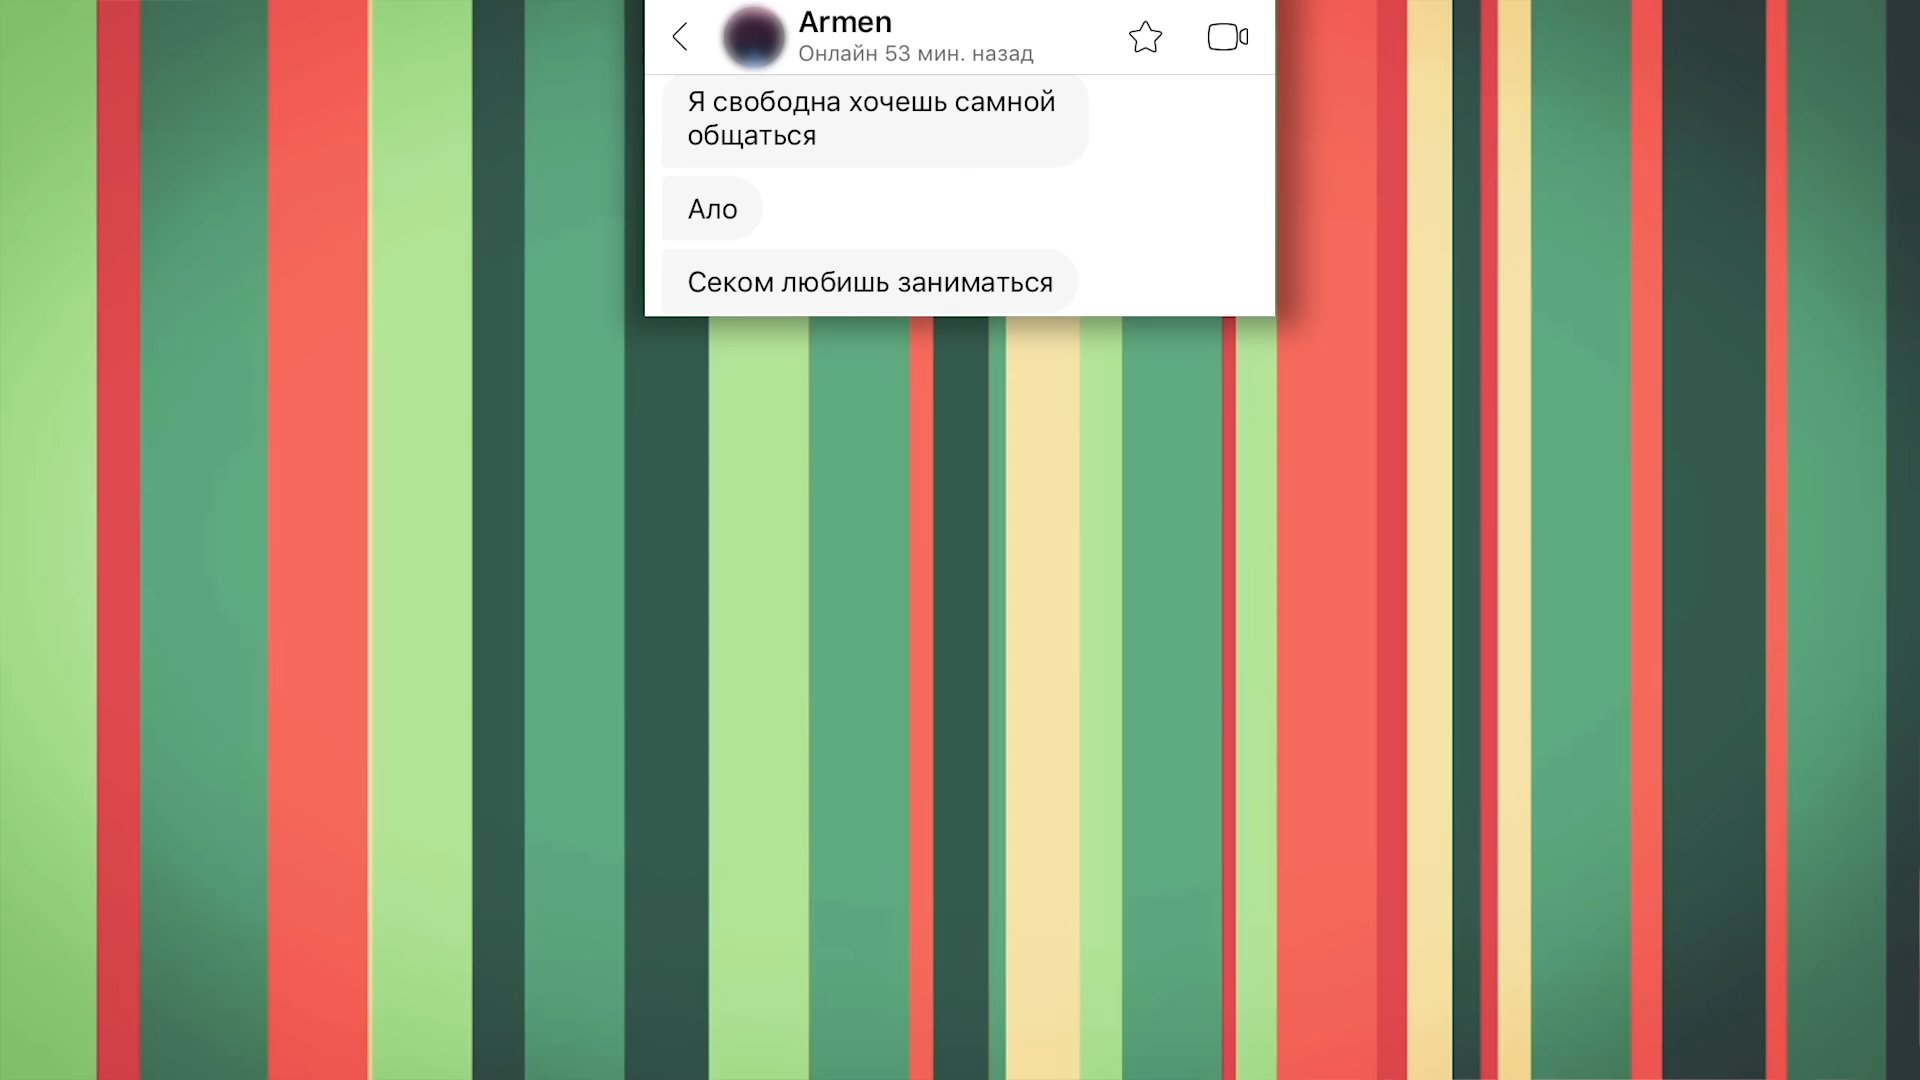 Armen
Онлайн 53 мин. назад
Я свободна хочешь самной
общаться
Ало
Секом любишь заниматься